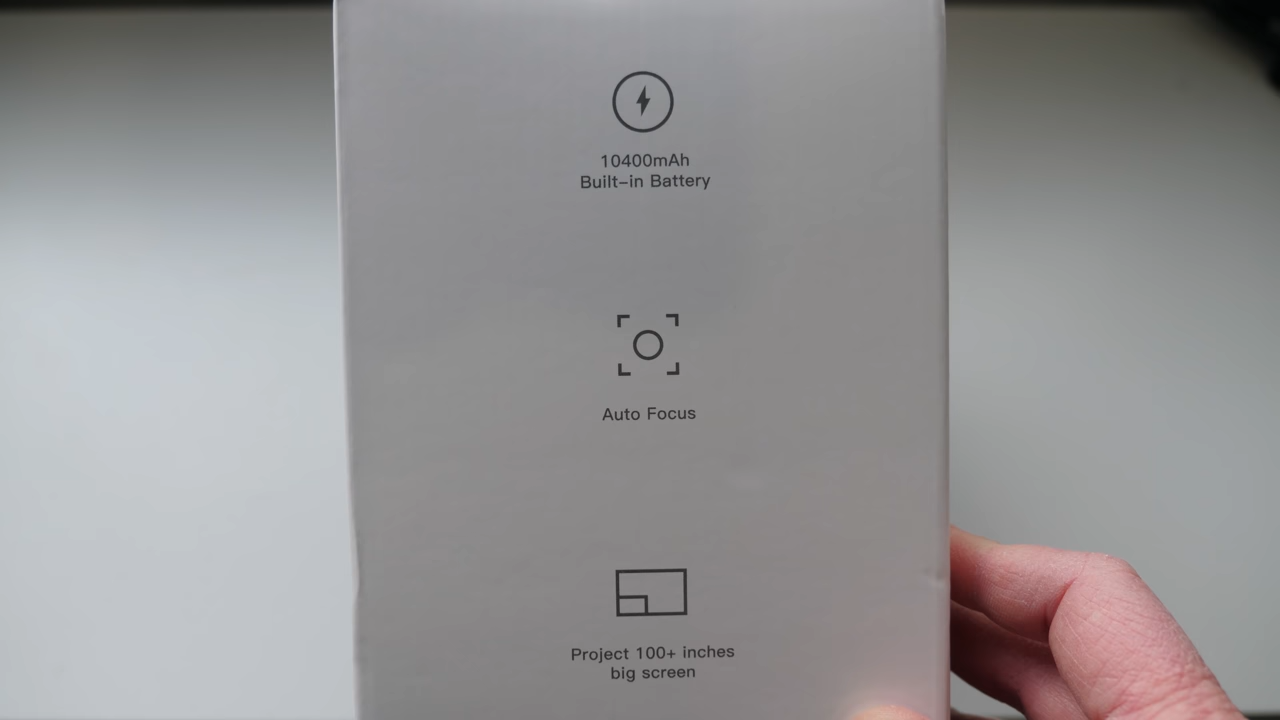 10400mAh
Built-in Battery
Auto Focus
Project 100+ inches
big screen